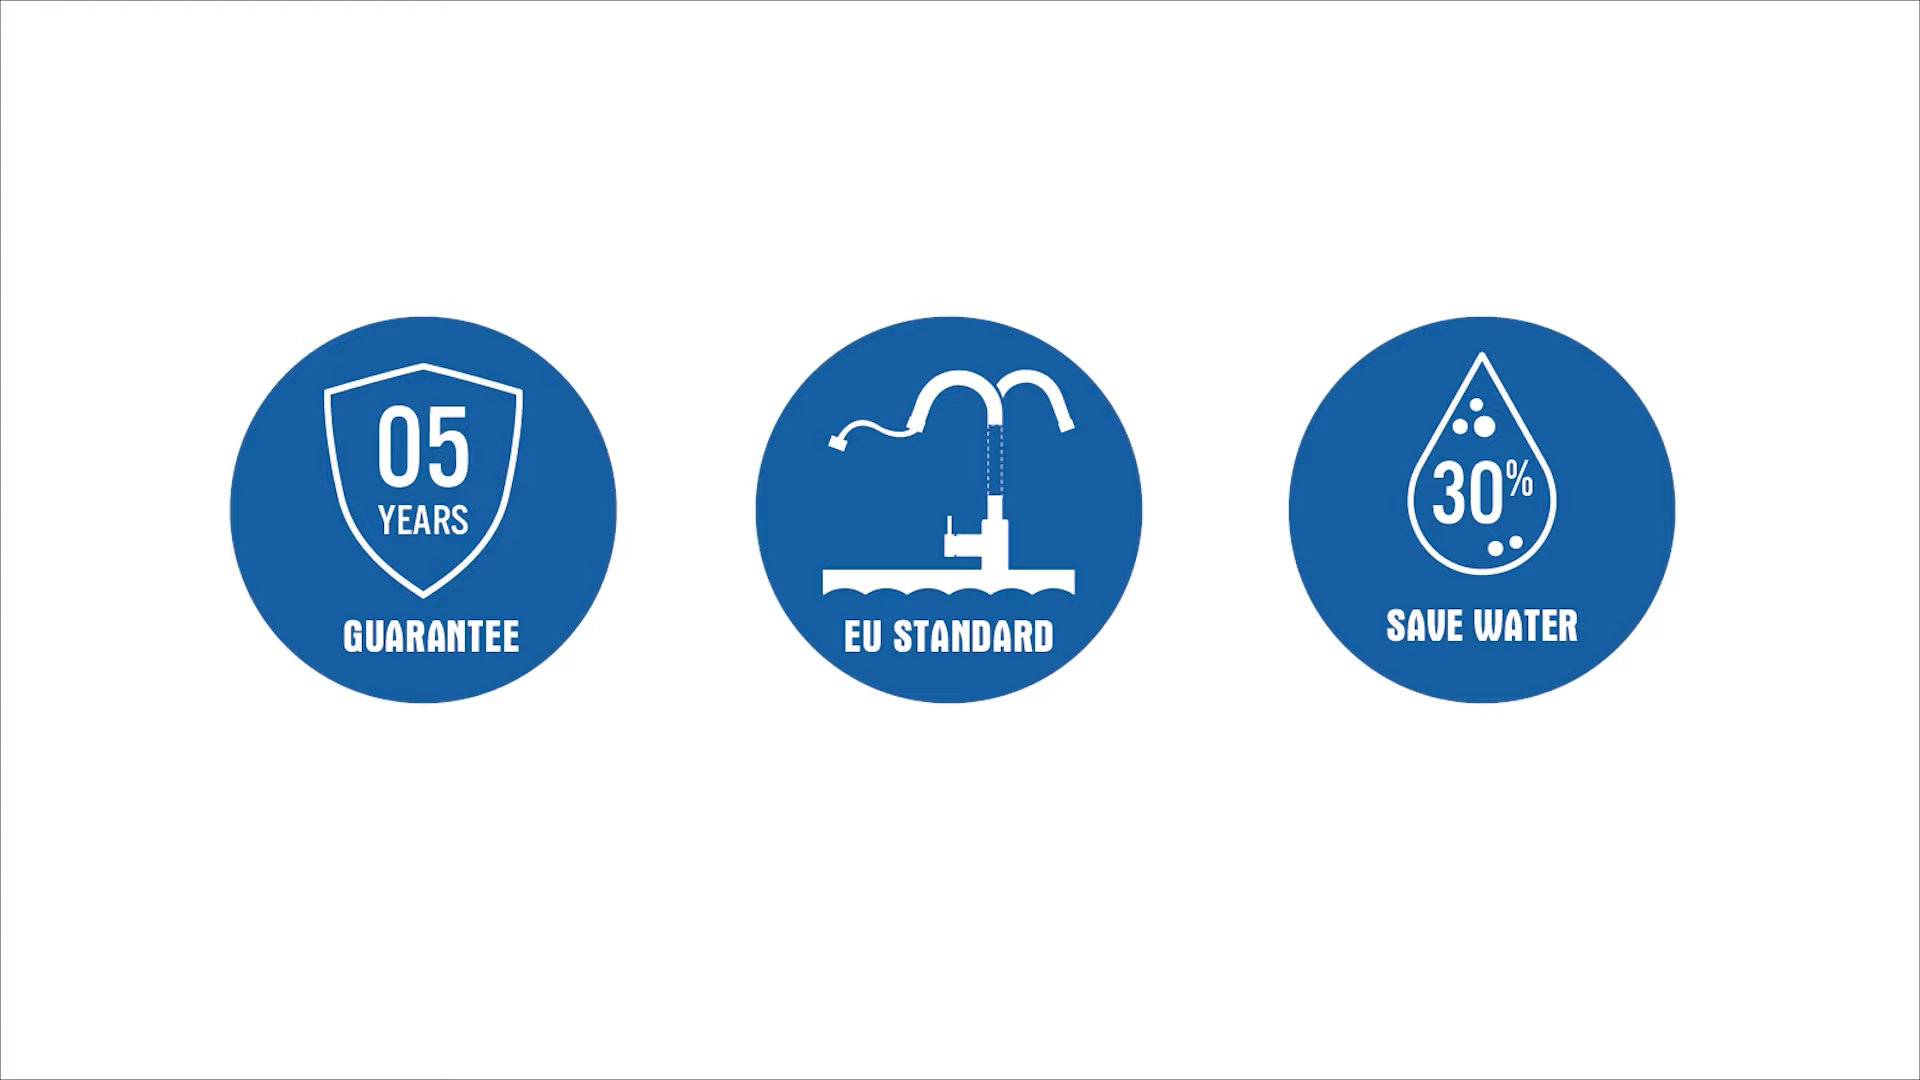 05
YEARS
GUARANTEE
EU STANDARD
30%
SAVE WATER